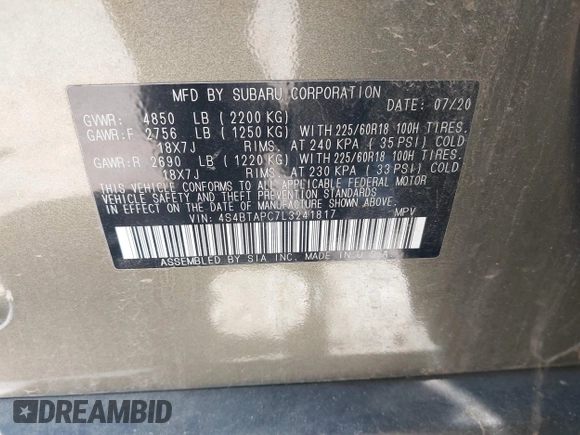 MFD BY SUBARU CORPORATION
DATE: 07/20
GVWR: 4850 LB (2200 KG)
GAWR:F 2756 LB (1250 KG) WITH 225/60R18 100H TIRES.
18X7J RIMS. AT 240 KPA (35 PSI) COLD
GAWR:R 2690 LB (1220 KG) WITH 225/60R18 100H TIRES.
18X7J RIMS. AT 230 KPA (33 PSI) COLD
THIS VEHICLE CONFORMS TO ALL APPLICABLE FEDERAL MOTOR
VEHICLE SAFETY AND THEFT PREVENTION STANDARDS
IN EFFECT ON THE DATE OF MANUFACTURE SHOWN ABOVE.
VIN: 4S4BTAPC7L3241817 MPV
ASSEMBLED BY SIA INC. MADE IN U.S.A.
DREAMBID